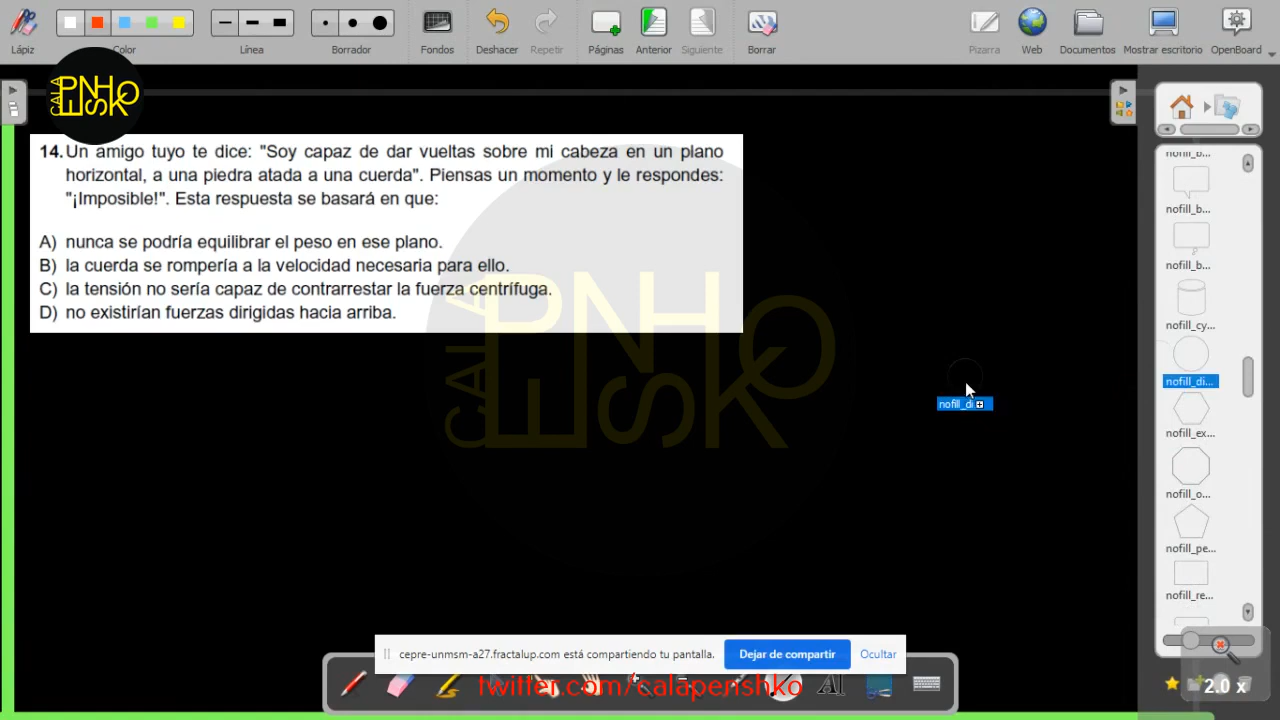 Lápiz
Color
Línea
Borrador
Fondos
Deshacer
Repetir
Páginas
Anterior
Siguiente
Borrar
Pizarra
Web
Documentos
Mostrar escritorio
OpenBoard
CALA
PENHSKO
14. Un amigo tuyo te dice: "Soy capaz de dar vueltas sobre mi cabeza en un plano
horizontal, a una piedra atada a una cuerda". Piensas un momento y le respondes:
"¡Imposible!". Esta respuesta se basará en que:
A) nunca se podría equilibrar el peso en ese plano.
B) la cuerda se rompería a la velocidad necesaria para ello.
C) la tensión no sería capaz de contrarrestar la fuerza centrífuga.
D) no existirían fuerzas dirigidas hacia arriba.
CALA
PENHSKO
nofill_di
nofill_b...
nofill_b...
nofill_b...
nofill_cy...
nofill_di...
nofill_ex...
nofill_o...
nofill_pe...
nofill_re...
cepre-unmsm-a27.fractalup.com está compartiendo tu pantalla.
Dejar de compartir
Ocultar
twitter.com/calapenshko
AI
2.0 x